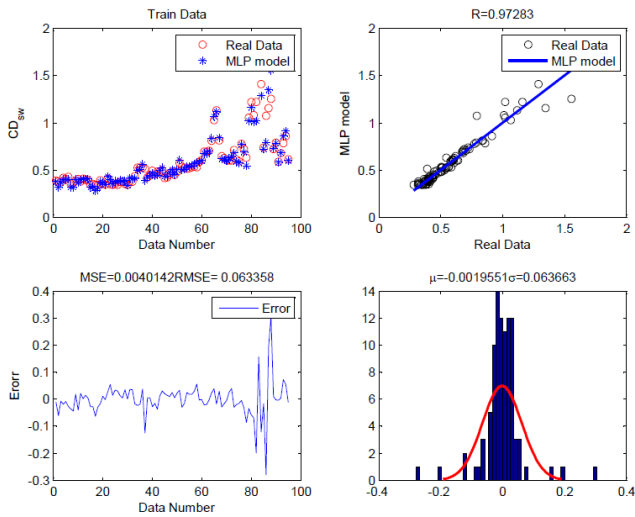 Train Data
Real Data
MLP model
CD_sw
2
1.5
1
0.5
0
0 20 40 60 80 100
Data Number
R=0.97283
Real Data
MLP model
MLP model
2
1.5
1
0.5
0
0 0.5 1 1.5 2
Real Data
MSE=0.0040142RMSE= 0.063358
Error
Erorr
0.4
0.3
0.2
0.1
0
-0.1
-0.2
-0.3
0 20 40 60 80 100
Data Number
μ=-0.0019551σ=0.063663
14
12
10
8
6
4
2
0
-0.4 -0.2 0 0.2 0.4